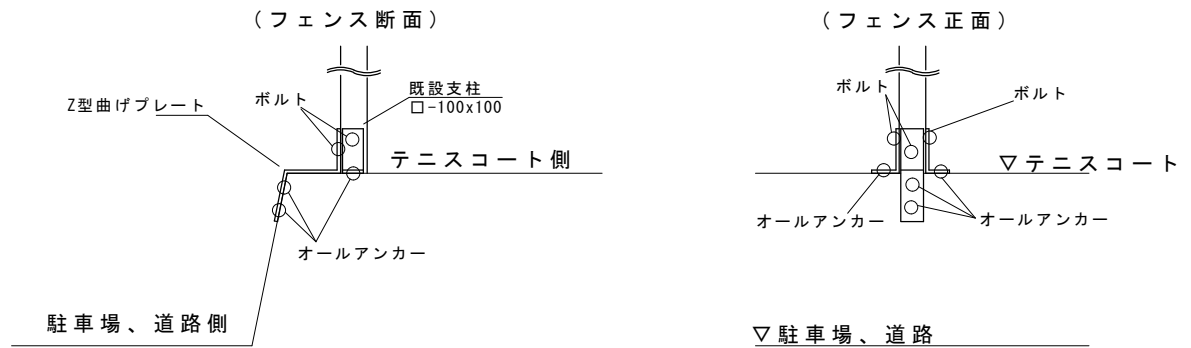 (フェンス断面)
Z型曲げプレート
ボルト
既設支柱
□-100x100
テニスコート側
オールアンカー
駐車場、道路側
(フェンス正面)
ボルト
ボルト
▽テニスコート
オールアンカー
オールアンカー
▽駐車場、道路